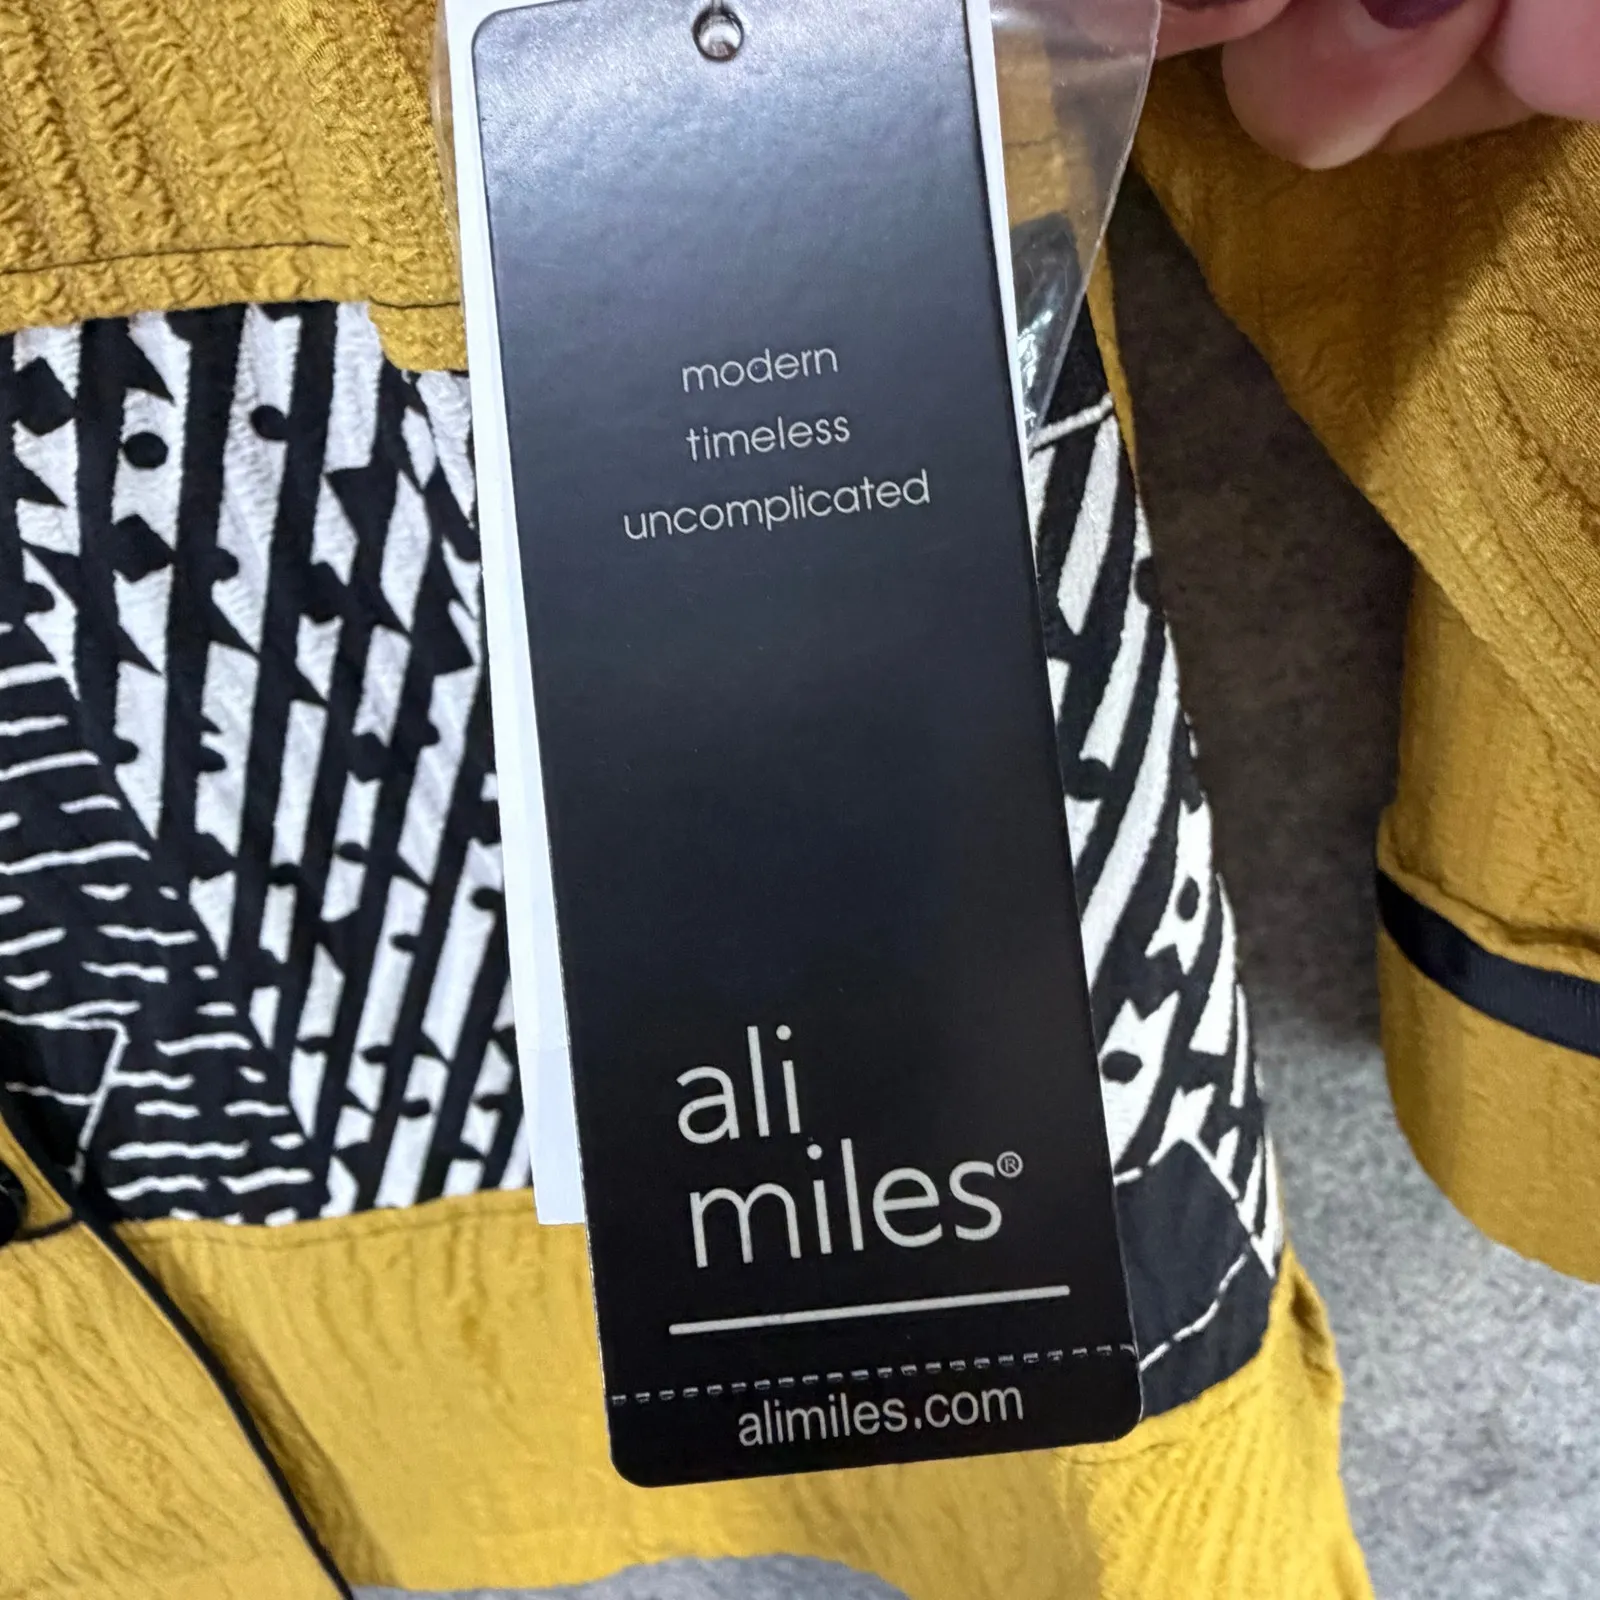 modern
timeless
uncomplicated
ali
miles®
alimiles.com